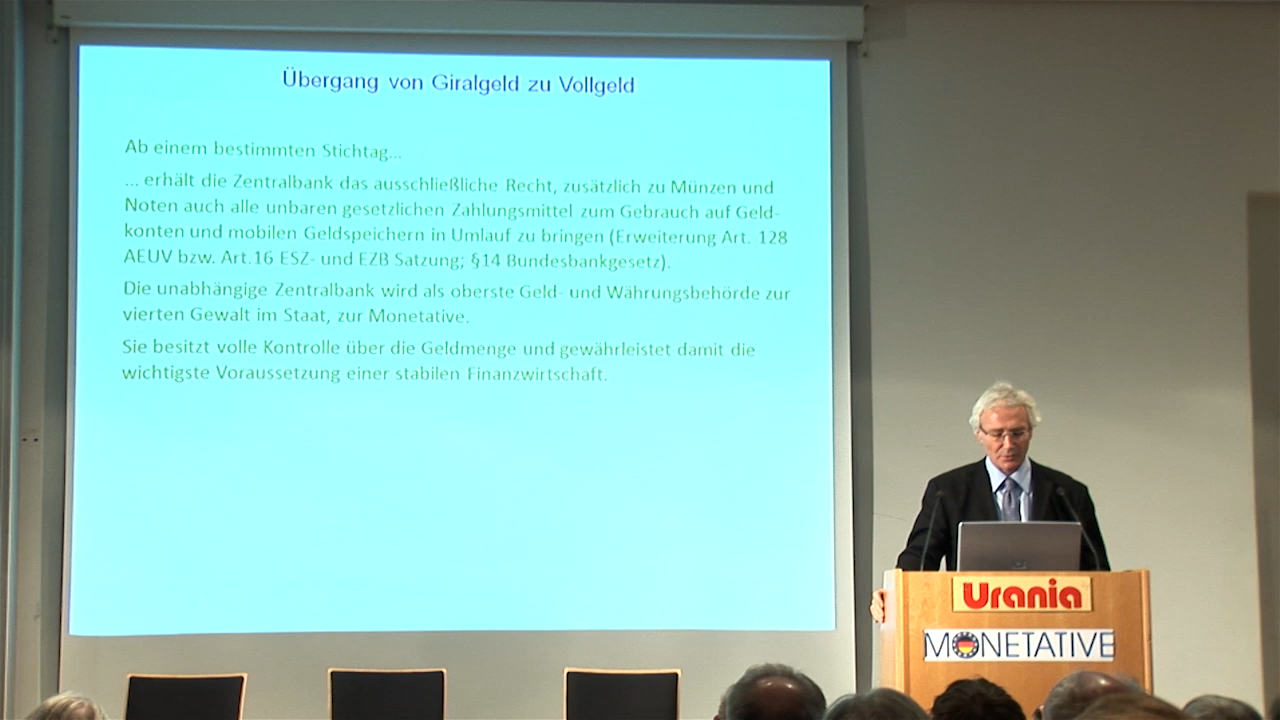 Übergang von Giralgeld zu Vollgeld
Ab einem bestimmten Stichtag...
... erhält die Zentralbank das ausschließliche Recht, zusätzlich zu Münzen und
Noten auch alle unbaren gesetzlichen Zahlungsmittel zum Gebrauch auf Geld-
konten und mobilen Geldspeichern in Umlauf zu bringen (Erweiterung Art. 128
AEUV bzw. Art.16 ESZ- und EZB Satzung; §14 Bundesbankgesetz).
Die unabhängige Zentralbank wird als oberste Geld- und Währungsbehörde zur
vierten Gewalt im Staat, zur Monetative.
Sie besitzt volle Kontrolle über die Geldmenge und gewährleistet damit die
wichtigste Voraussetzung einer stabilen Finanzwirtschaft.
Urania
MONETATIVE